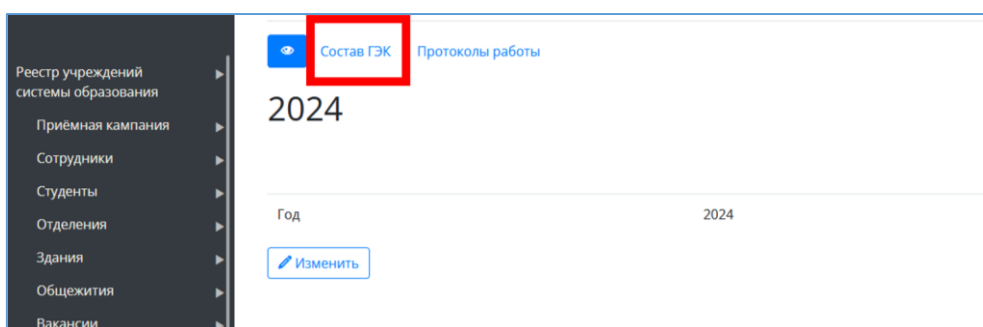 Состав ГЭК Протоколы работы
2024
Год 2024
Изменить
Реестр учреждений
системы образования
Приёмная кампания
Сотрудники
Студенты
Отделения
Здания
Общежития
Вакансии